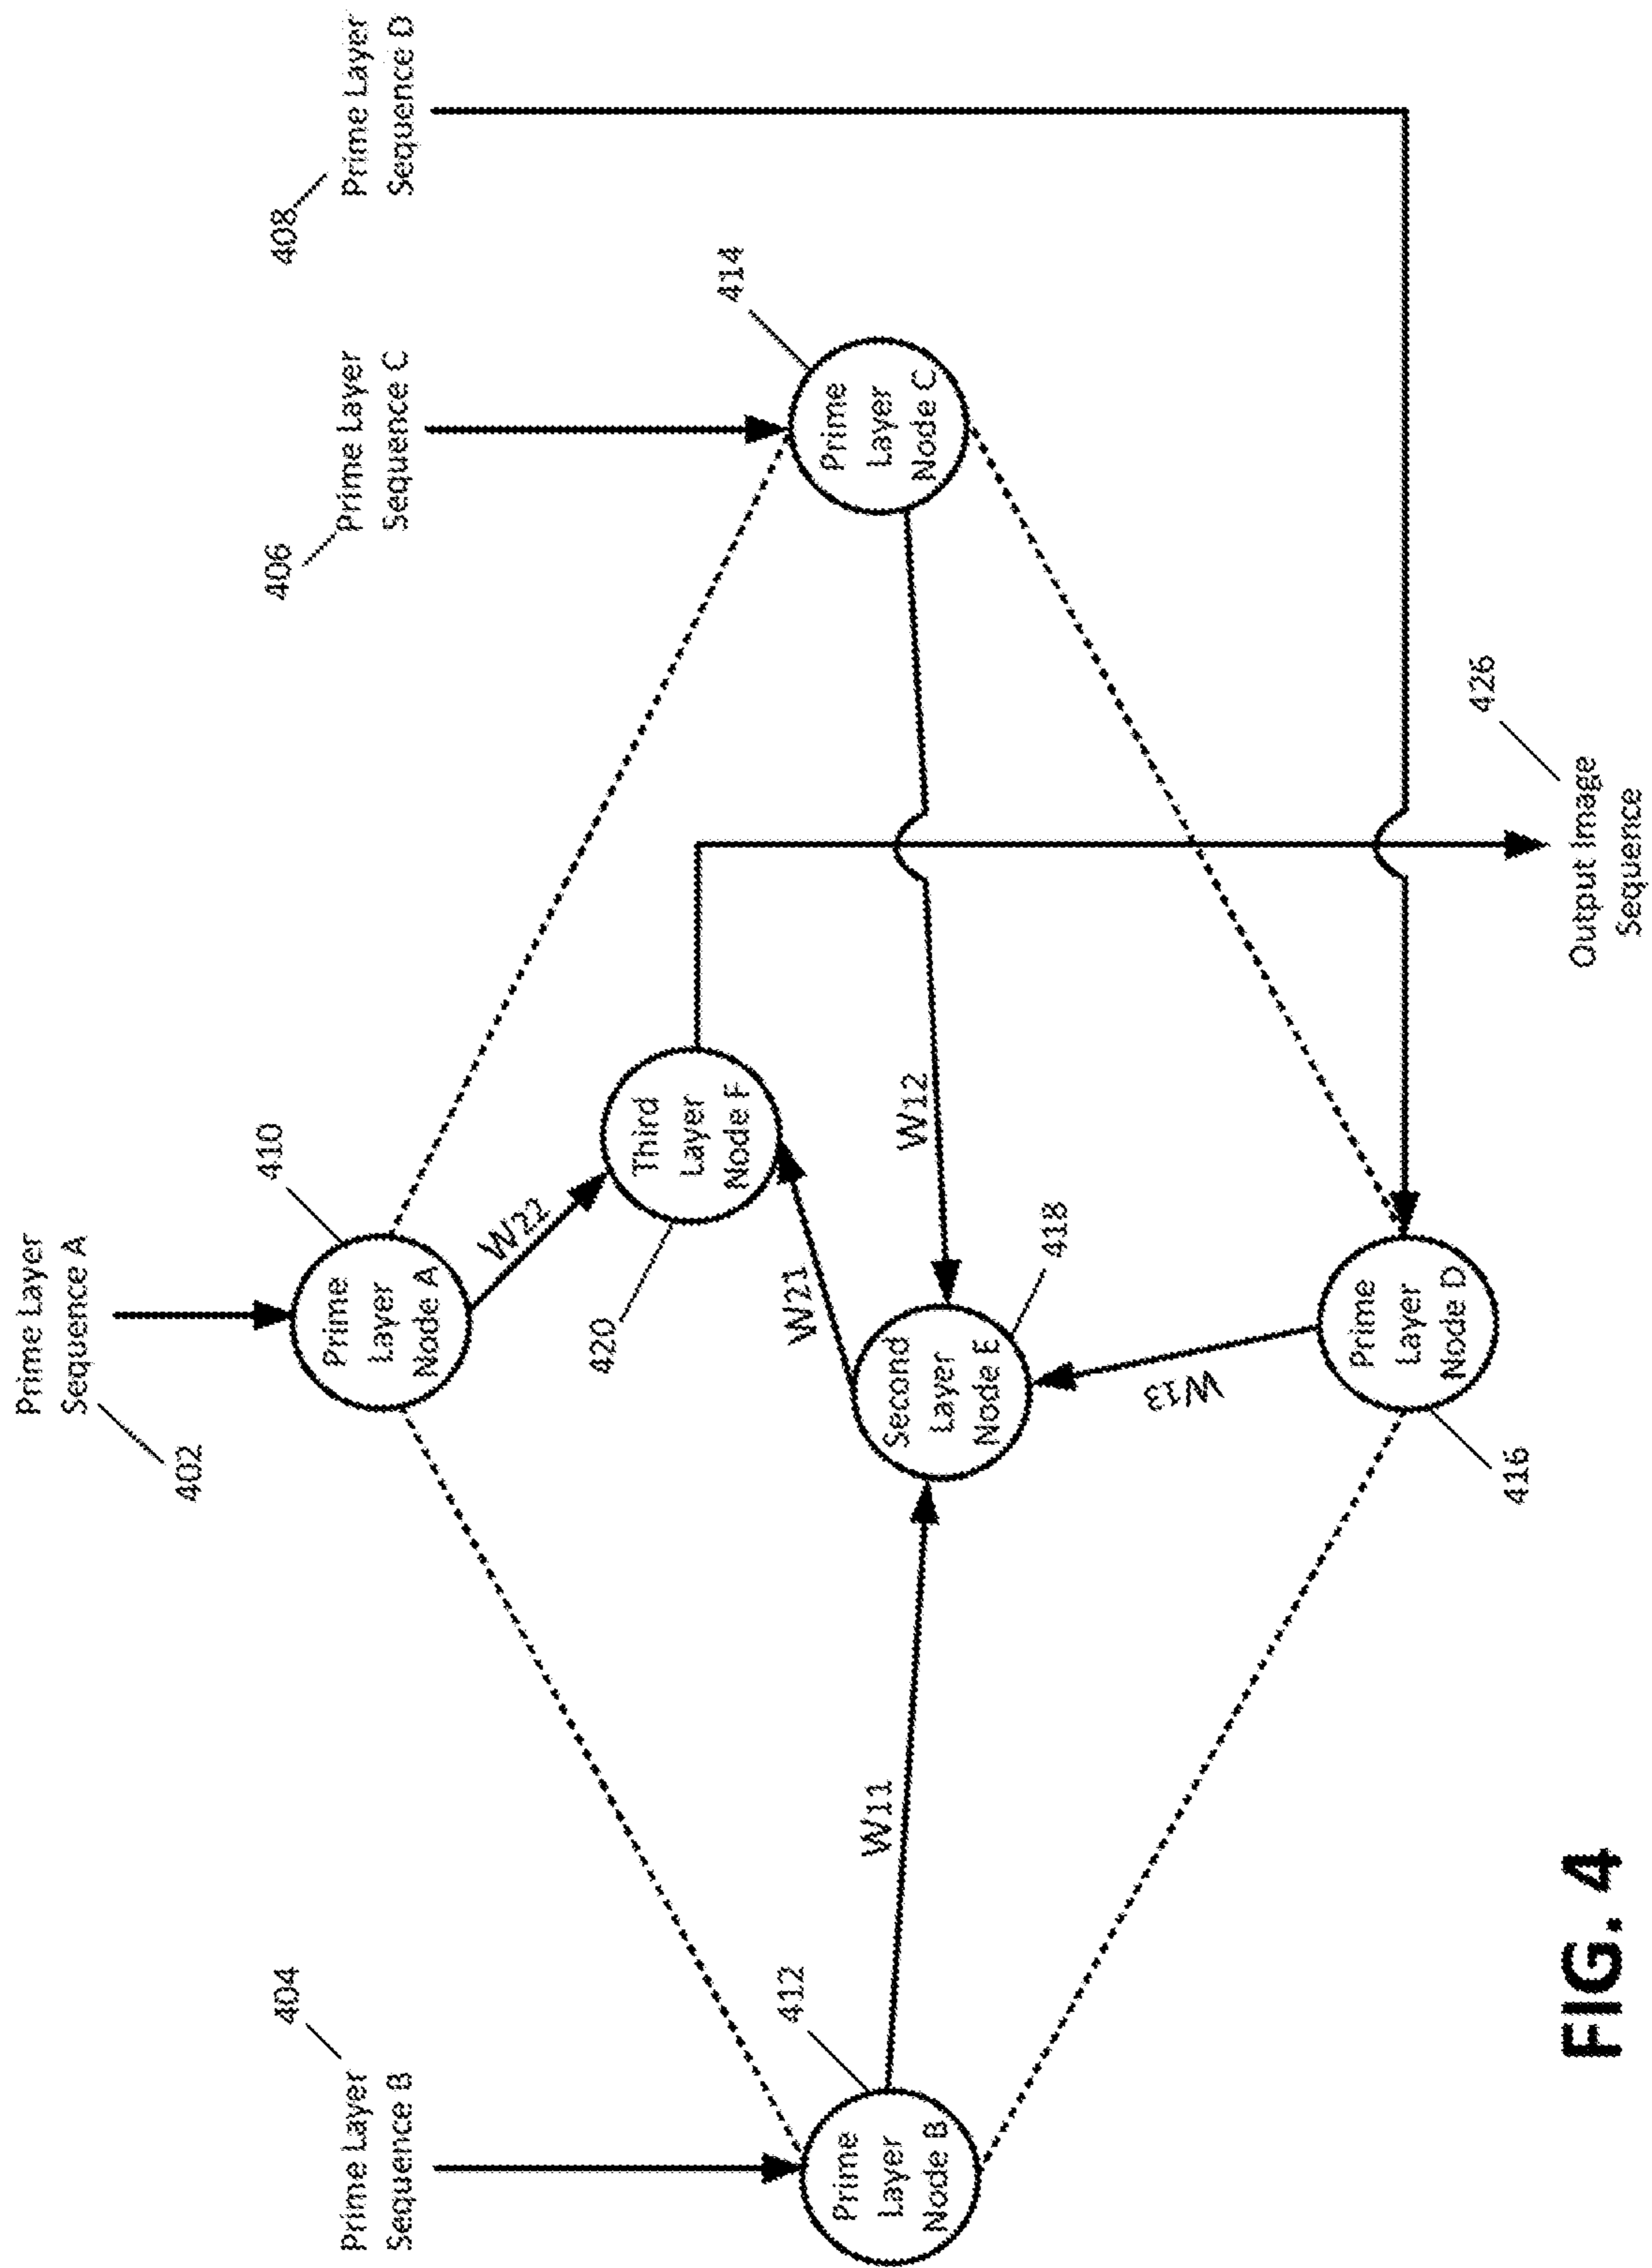 Prime Layer
Sequence A
402
404
Prime Layer
Sequence B
406
Prime Layer
Sequence C
408
Prime Layer
Sequence D
410
Prime
Layer
Node A
W22
420
Third
Layer
Node F
412
Prime
Layer
Node B
414
Prime
Layer
Node C
W21
W11
W12
Second
Layer
Node E
418
W13
Prime
Layer
Node D
416
426
Output Image
Sequence
FIG. 4